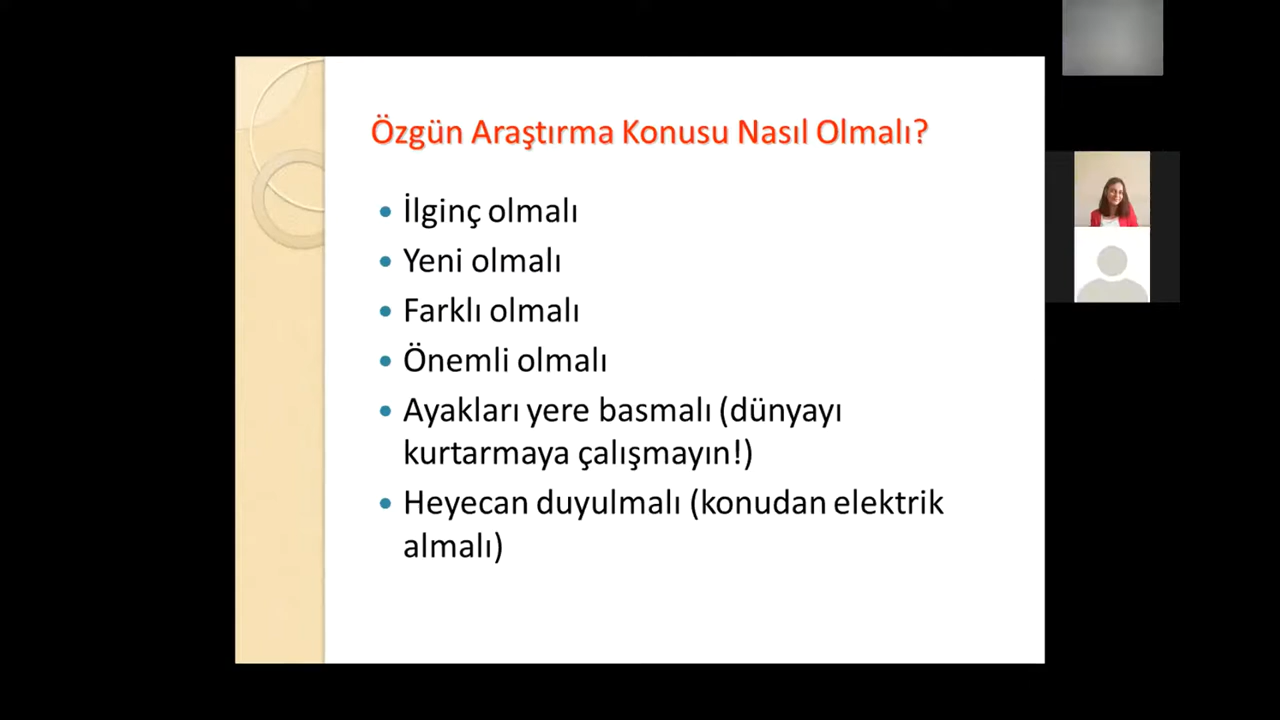 Özgün Araştırma Konusu Nasıl Olmalı?
• İlginç olmalı
• Yeni olmalı
• Farklı olmalı
• Önemli olmalı
• Ayakları yere basmalı (dünyayı
kurtarmaya çalışmayın!)
• Heyecan duyulmalı (konudan elektrik
almalı)